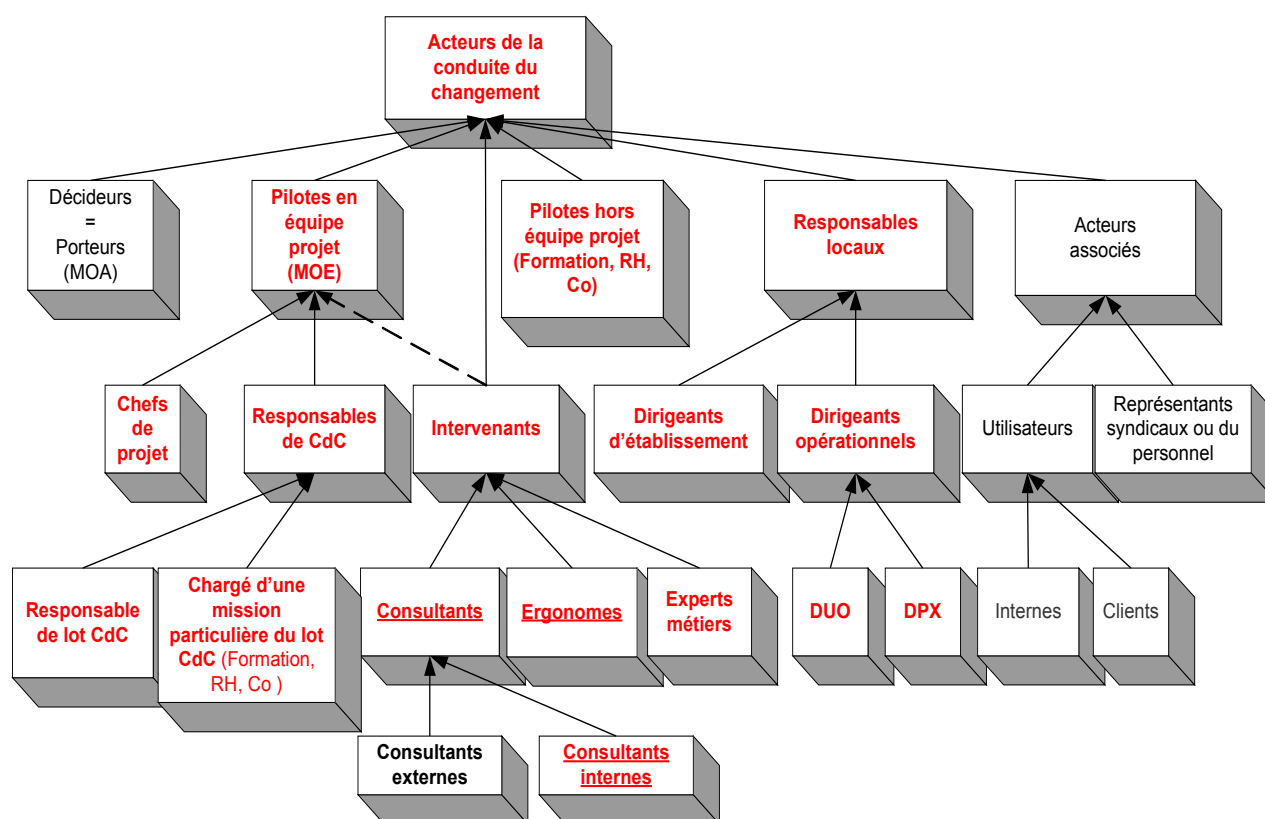 Acteurs de la
conduite du
changement
Décideurs
=
Porteurs
(MOA)
Pilotes en
équipe
projet
(MOE)
Pilotes hors
équipe projet
(Formation, RH,
Co)
Responsables
locaux
Acteurs
associés
Chefs
de
projet
Responsables
de CdC
Intervenants
Dirigeants
d’établissement
Dirigeants
opérationnels
Utilisateurs
Représentants
syndicaux ou du
personnel
Responsable
de lot CdC
Chargé d’une
mission
particulière du lot
CdC (Formation,
RH, Co )
Consultants
Ergonomes
Experts
métiers
DUO
DPX
Internes
Clients
Consultants
externes
Consultants
internes